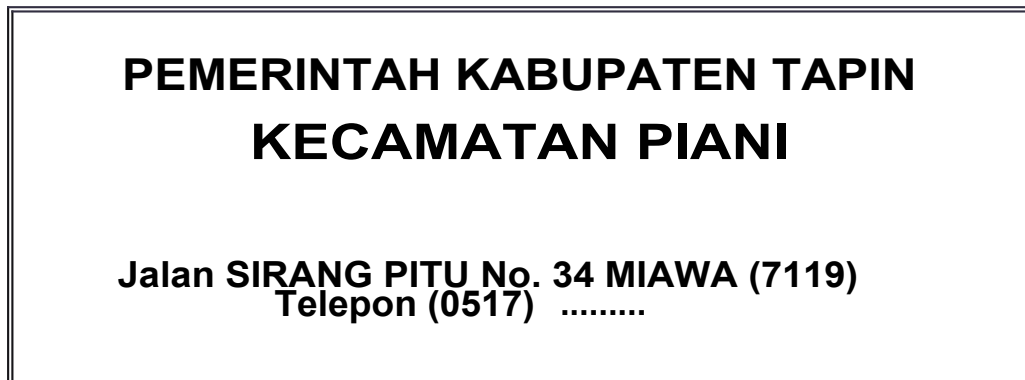 PEMERINTAH KABUPATEN TAPIN
KECAMATAN PIANI
Jalan SIRANG PITU No. 34 MIAWA (7119)
Telepon (0517) .........